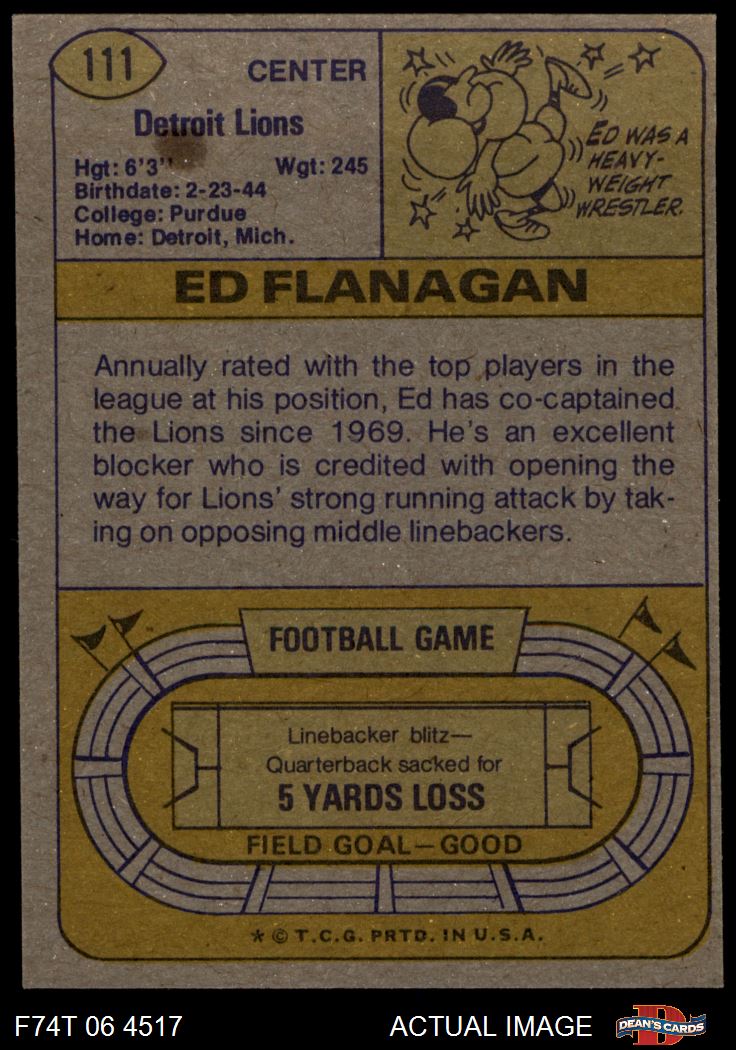 111
CENTER
Detroit Lions
Hgt: 6'3" Wgt: 245
Birthdate: 2-23-44
College: Purdue
Home: Detroit, Mich.
ED WAS A
HEAVY-
WEIGHT
WRESTLER.
ED FLANAGAN
Annually rated with the top players in the
league at his position, Ed has co-captained
the Lions since 1969. He's an excellent
blocker who is credited with opening the
way for Lions' strong running attack by tak-
ing on opposing middle linebackers.
FOOTBALL GAME
Linebacker blitz—
Quarterback sacked for
5 YARDS LOSS
FIELD GOAL—GOOD
* © T.C.G. PRTD. IN U.S.A.
F74T 06 4517 ACTUAL IMAGE
D
DEAN'S CARDS